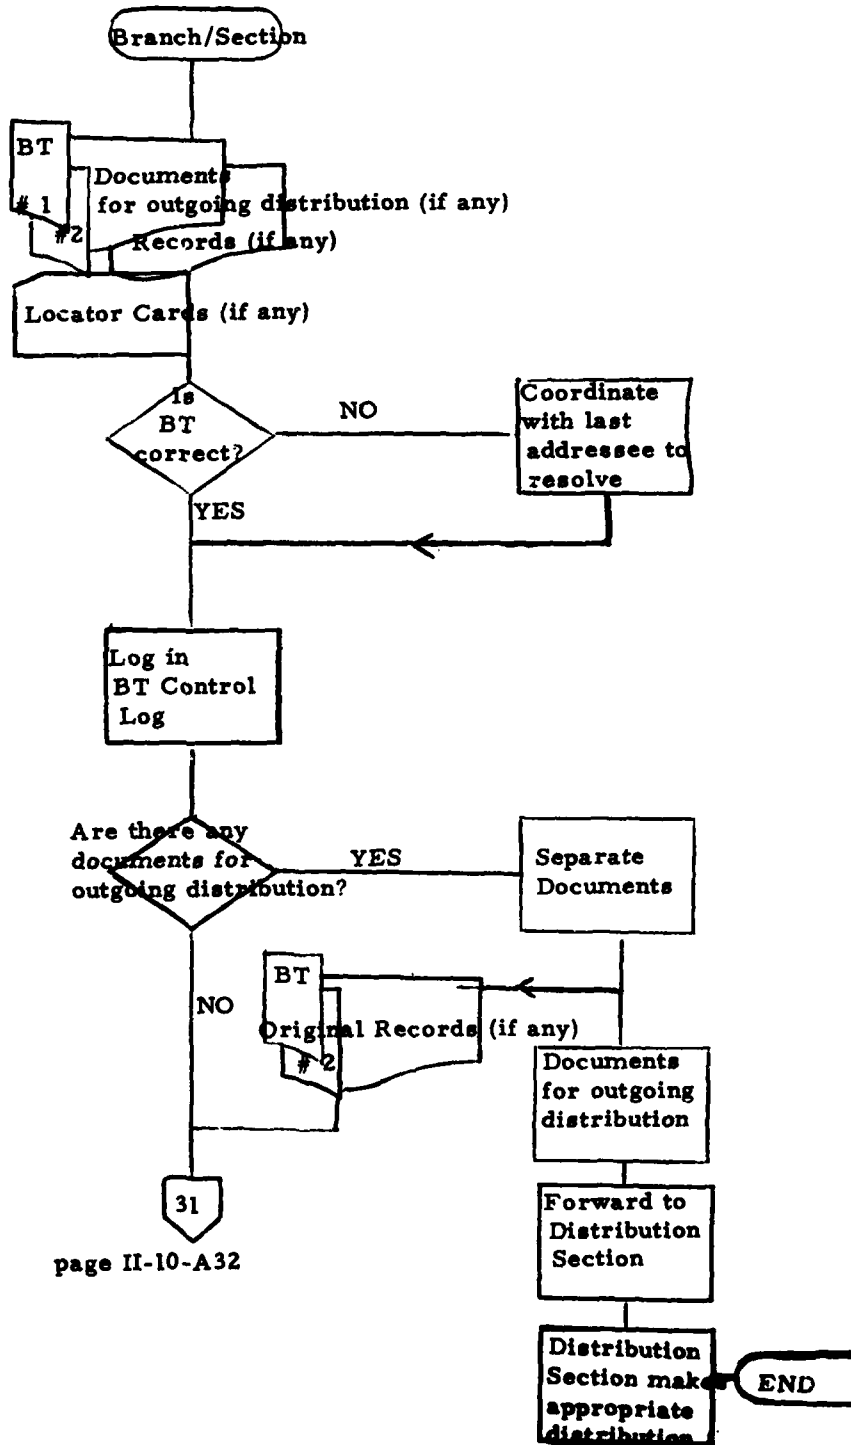 Branch/Section
BT
# 1
#2
Documents
for outgoing distribution (if any)
Records (if any)
Locator Cards (if any)
Is
BT
correct?
NO
Coordinate
with last
addressee to
resolve
YES
Log in
BT Control
Log
Are there any
documents for
outgoing distribution?
YES
Separate
Documents
NO
BT
Original Records (if any)
# 2
Documents
for outgoing
distribution
31
page II-10-A32
Forward to
Distribution
Section
Distribution
Section make
appropriate
distribution
END